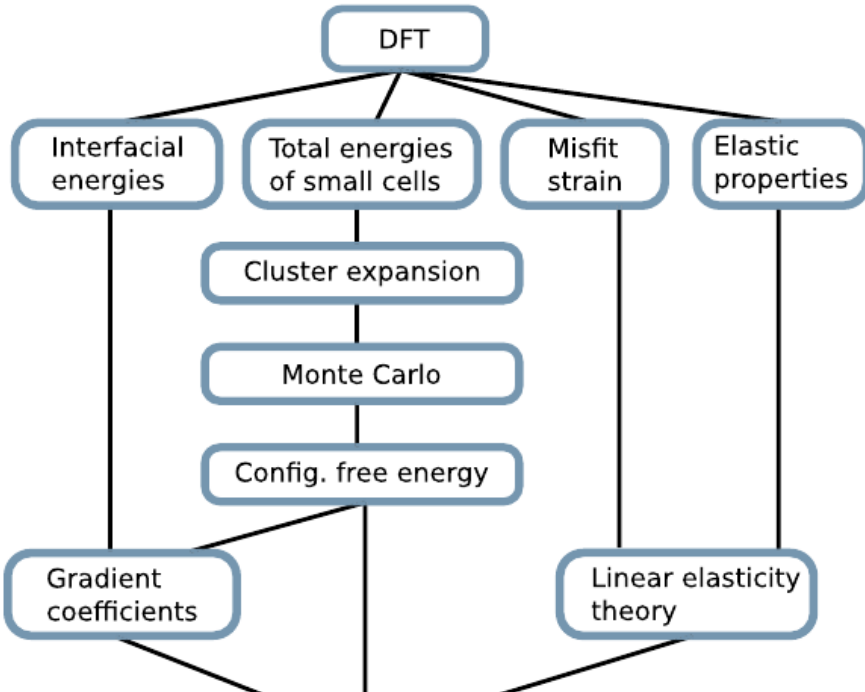 DFT
Interfacial
energies
Total energies
of small cells
Misfit
strain
Elastic
properties
Cluster expansion
Monte Carlo
Config. free energy
Gradient
coefficients
Linear elasticity
theory